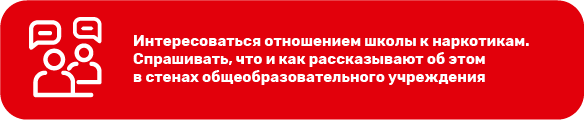 Интересоваться отношением школы к наркотикам.
Спрашивать, что и как рассказывают об этом
в стенах общеобразовательного учреждения